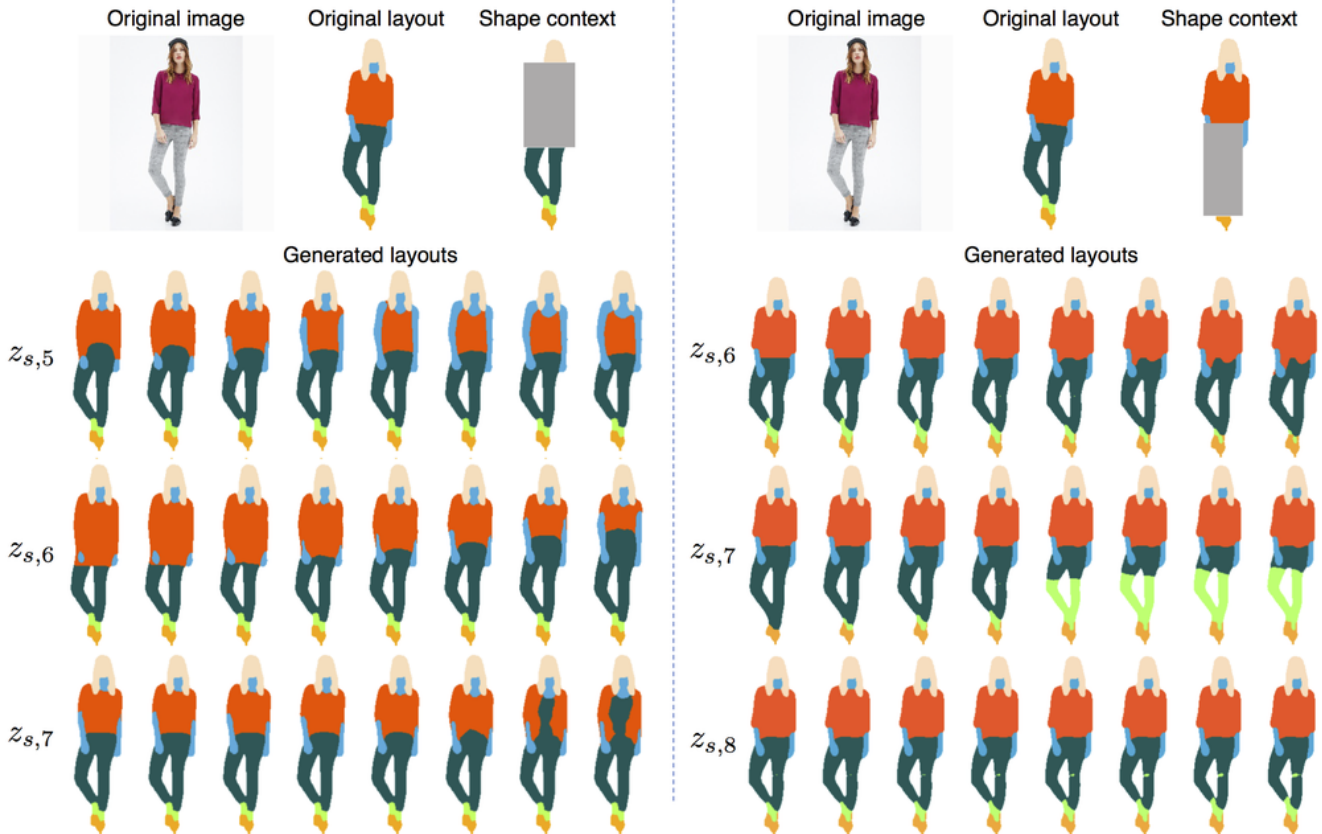 Original image Original layout Shape context
Generated layouts
z_{s,5}
z_{s,6}
z_{s,7}
Original image Original layout Shape context
Generated layouts
z_{s,6}
z_{s,7}
z_{s,8}